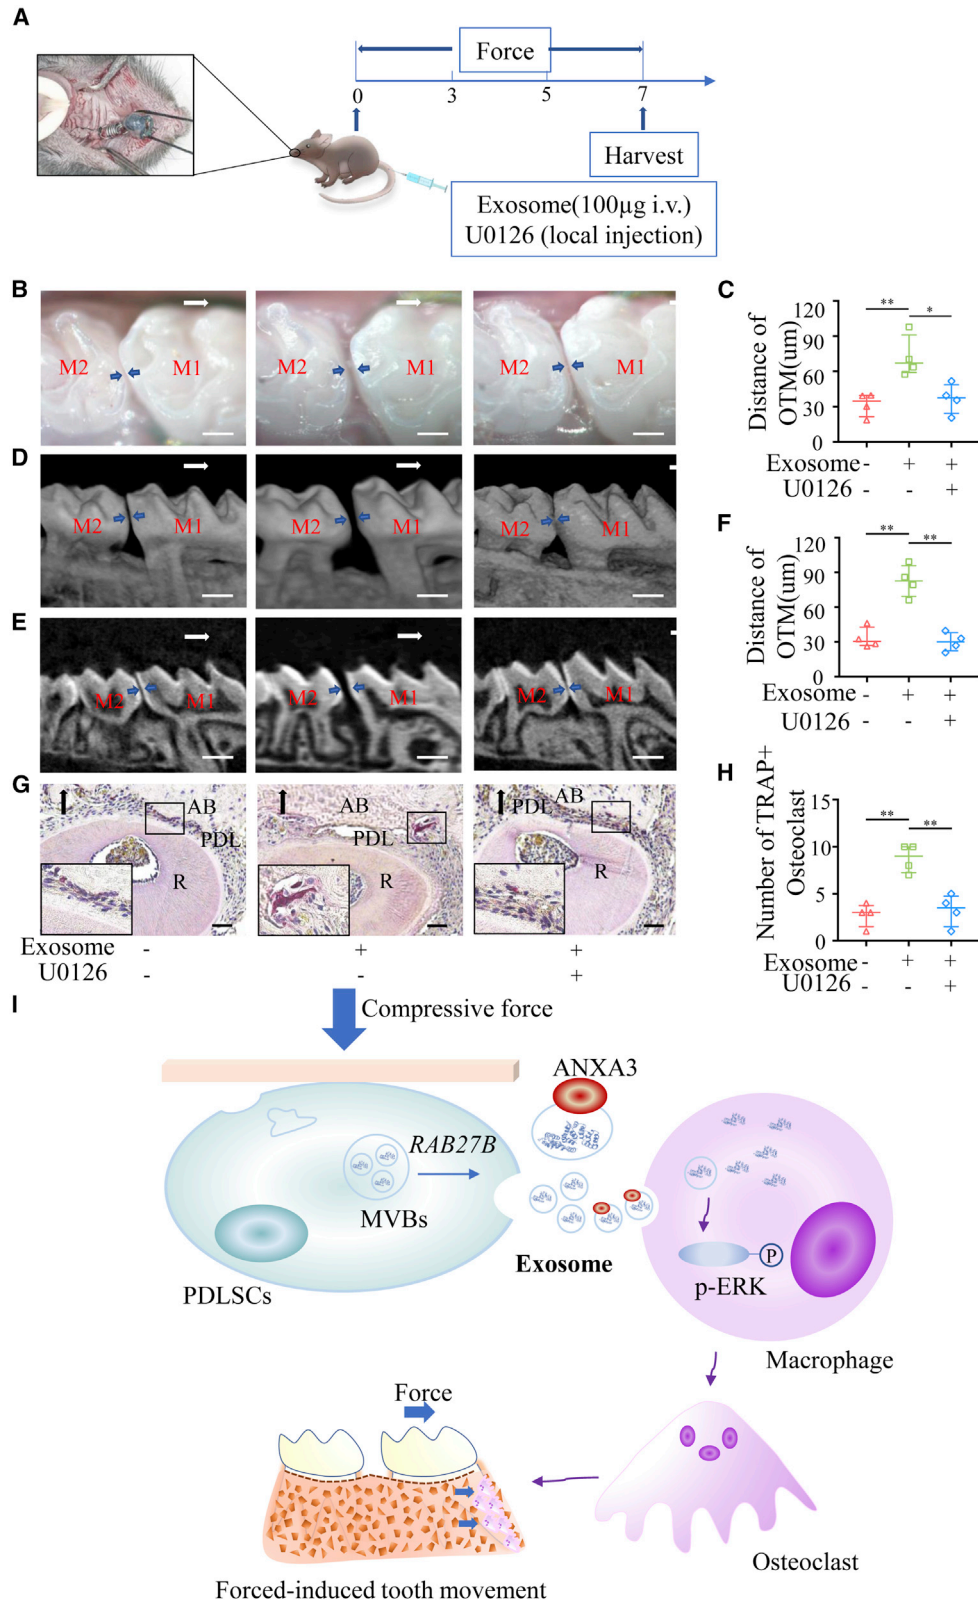 A
Force
0 3 5 7
Harvest
Exosome(100µg i.v.)
U0126 (local injection)
B
M2 M1
M2 M1
M2 M1
C
Distance of
OTM(um)
120
90
60
30
0
** *
Exosome - + +
U0126 - - +
D
M2 M1
M2 M1
M2 M1
E
M2 M1
M2 M1
M2 M1
F
Distance of
OTM(um)
120
90
60
30
0
** **
Exosome - + +
U0126 - - +
G
AB
PDL
R
AB
PDL
R
AB
PDL
R
Exosome - + +
U0126 - - +
H
Number of TRAP+
Osteoclast
15
10
5
0
** **
Exosome - + +
U0126 - - +
I
Compressive force
ANXA3
RAB27B
MVBs
Exosome
PDLSCs
P
p-ERK
Macrophage
Force
Osteoclast
Forced-induced tooth movement